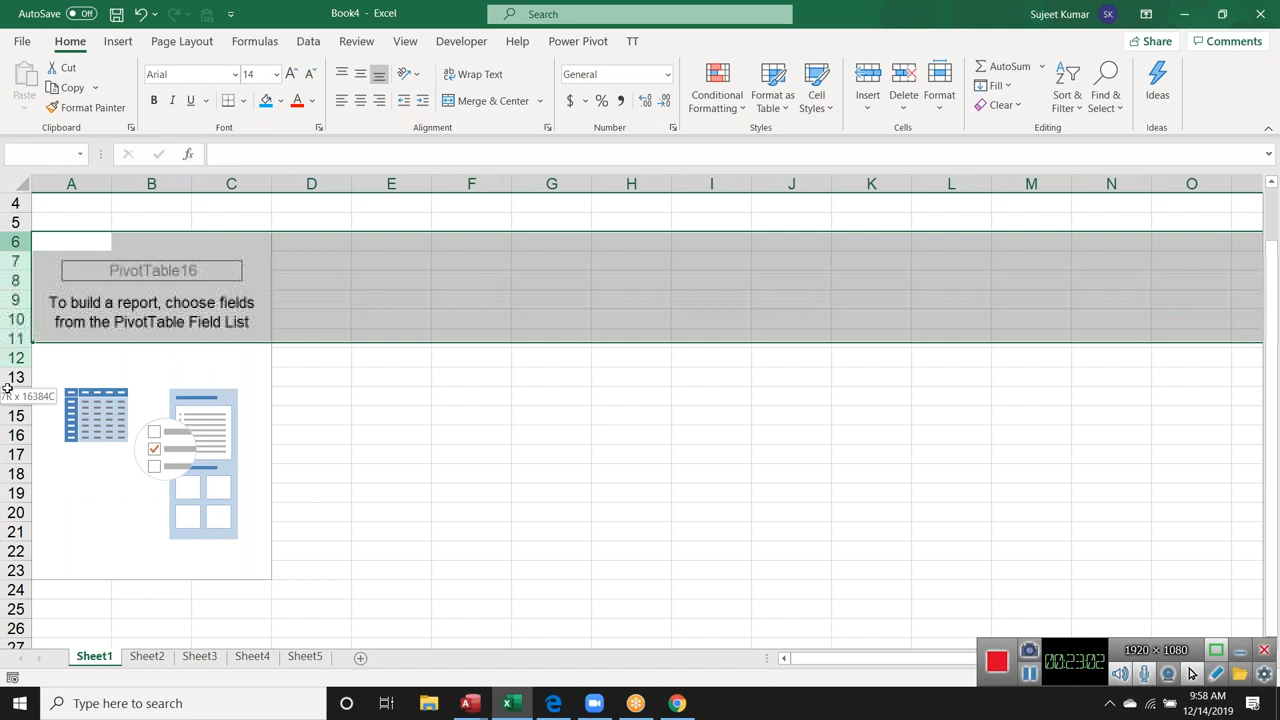 AutoSave Off Book4 - Excel Search Sujeet Kumar SK
File Home Insert Page Layout Formulas Data Review View Developer Help Power Pivot TT Share Comments
Paste Cut Copy Format Painter Clipboard
Arial 14 B I U A Font
Wrap Text Merge & Center Alignment
General $ % , Number
Conditional Formatting Format as Table Cell Styles Styles
Insert Delete Format Cells
AutoSum Fill Clear Sort & Filter Find & Select Editing
Ideas Ideas
fx
A B C D E F G H I J K L M N O
4
5
6
7 PivotTable16
8
9 To build a report, choose fields
10 from the PivotTable Field List
11
12
13
7R x 16384C
15
16
17
18
19
20
21
22
23
24
25
26
27
Sheet1 Sheet2 Sheet3 Sheet4 Sheet5
1920 × 1080
00:23:02
Type here to search
9:58 AM
12/14/2019